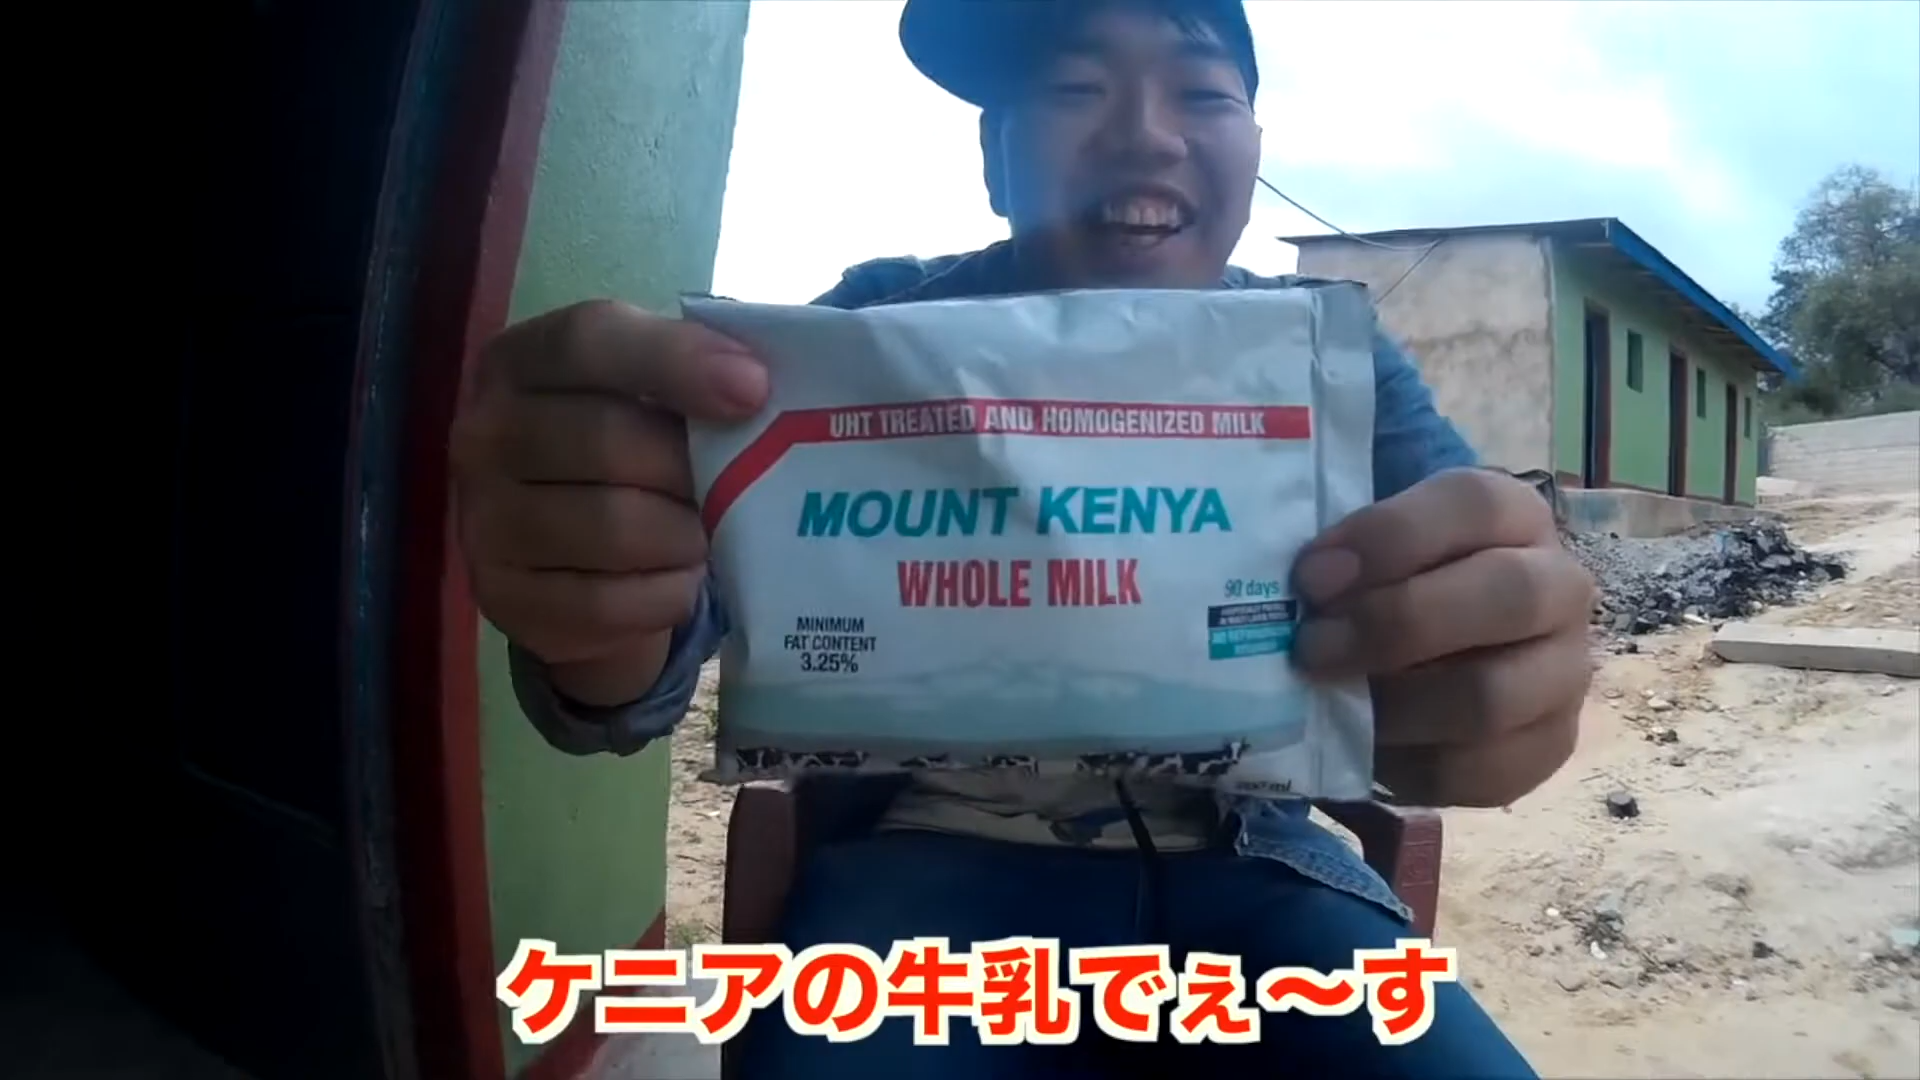 UHT TREATED AND HOMOGENIZED MILK
MOUNT KENYA
WHOLE MILK
90 days
MINIMUM
FAT CONTENT
3.25%
ケニアの牛乳でぇ〜す